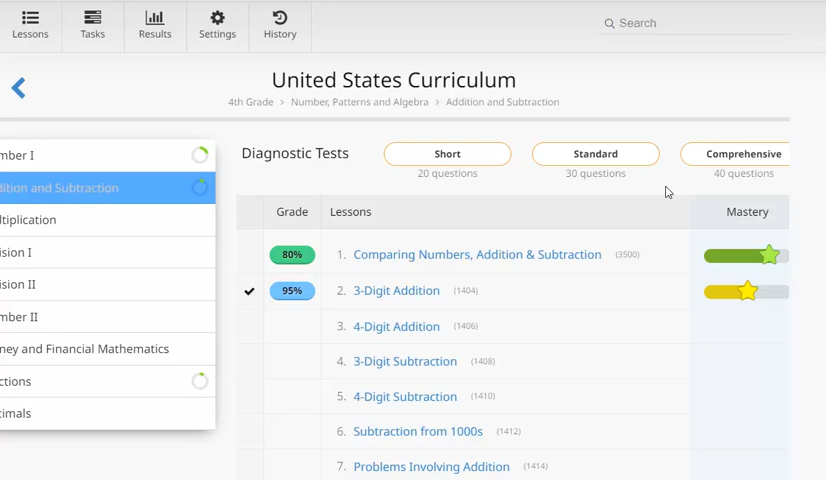 Lessons
Tasks
Results
Settings
History
Search
United States Curriculum
4th Grade > Number, Patterns and Algebra > Addition and Subtraction
mber I
dition and Subtraction
ltiplication
ision I
ision II
mber II
ney and Financial Mathematics
ctions
cimals
Diagnostic Tests
Short
20 questions
Standard
30 questions
Comprehensive
40 questions
Grade Lessons Mastery
80% 1. Comparing Numbers, Addition & Subtraction (3500)
95% 2. 3-Digit Addition (1404)
3. 4-Digit Addition (1406)
4. 3-Digit Subtraction (1408)
5. 4-Digit Subtraction (1410)
6. Subtraction from 1000s (1412)
7. Problems Involving Addition (1414)